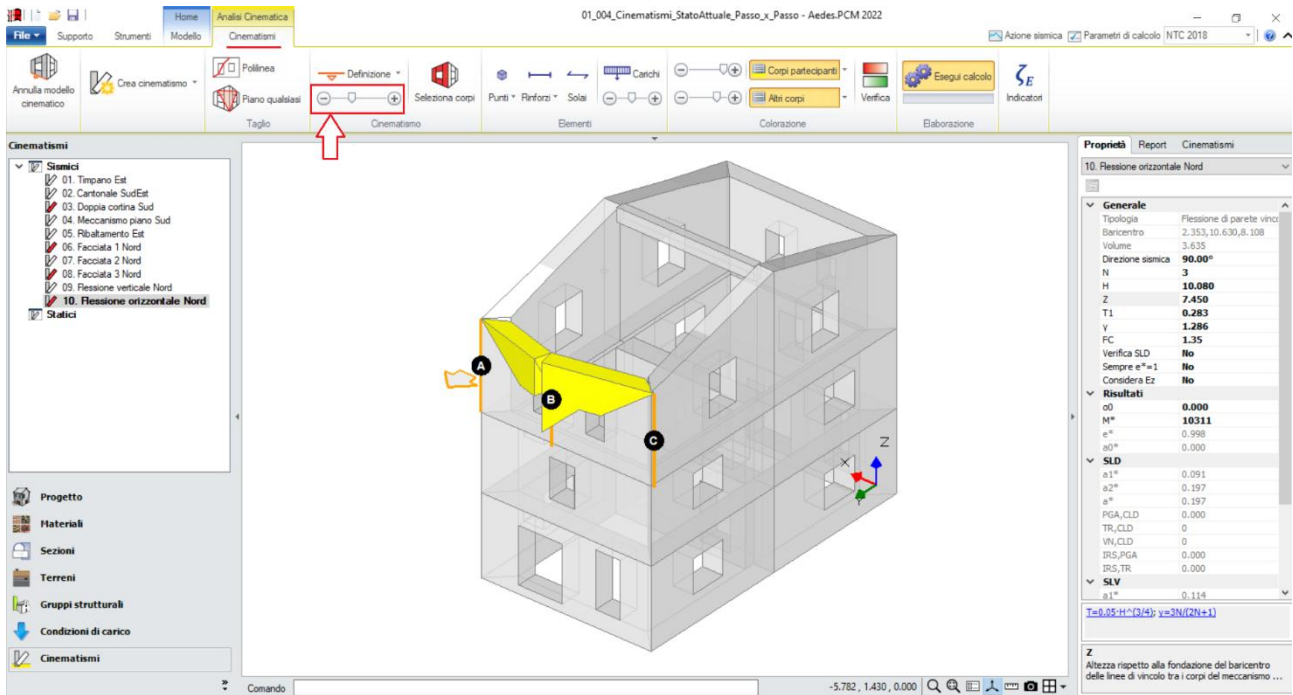 Home
Analisi Cinematica
01_004_Cinematismi_StatoAttuale_Passo_x_Passo - Aedes.PCM 2022
File
Supporto
Strumenti
Modello
Cinematismi
Azione sismica
Parametri di calcolo
NTC 2018
Annulla modello
cinematico
Crea cinematismo
Polilinea
Piano qualsiasi
Taglio
Definizione
Seleziona corpi
Cinematismo
Punti
Rinforzi
Solai
Carichi
Elementi
Corpi partecipanti
Altri corpi
Verifica
Colorazione
Esegui calcolo
Elaborazione
ζE
Indicatori
Cinematismi
Sismici
01. Timpano Est
02. Cantonale SudEst
03. Doppia cortina Sud
04. Meccanismo piano Sud
05. Ribaltamento Est
06. Facciata 1 Nord
07. Facciata 2 Nord
08. Facciata 3 Nord
09. Flessione verticale Nord
10. Flessione orizzontale Nord
Statici
Progetto
Materiali
Sezioni
Terreni
Gruppi strutturali
Condizioni di carico
Cinematismi
A
B
C
Z
X
Y
Comando
-5.782 , 1.430 , 0.000
Proprietà
Report
Cinematismi
10. Flessione orizzontale Nord
Generale
Tipologia Flessione di parete vinco
Baricentro 2.353,10.630,8.108
Volume 3.635
Direzione sismica 90.00°
N 3
H 10.080
Z 7.450
T1 0.283
γ 1.286
FC 1.35
Verifica SLD No
Sempre e*=1 No
Considera Ez No
Risultati
α0 0.000
M* 10311
e* 0.998
a0* 0.000
SLD
a1* 0.091
a2* 0.197
a* 0.197
PGA,CLD 0.000
TR,CLD 0
VN,CLD 0
IRS,PGA 0.000
IRS,TR 0.000
SLV
a1* 0.114
T=0.05·H^(3/4); γ=3N/(2N+1)
Z
Altezza rispetto alla fondazione del baricentro
delle linee di vincolo tra i corpi del meccanismo ...